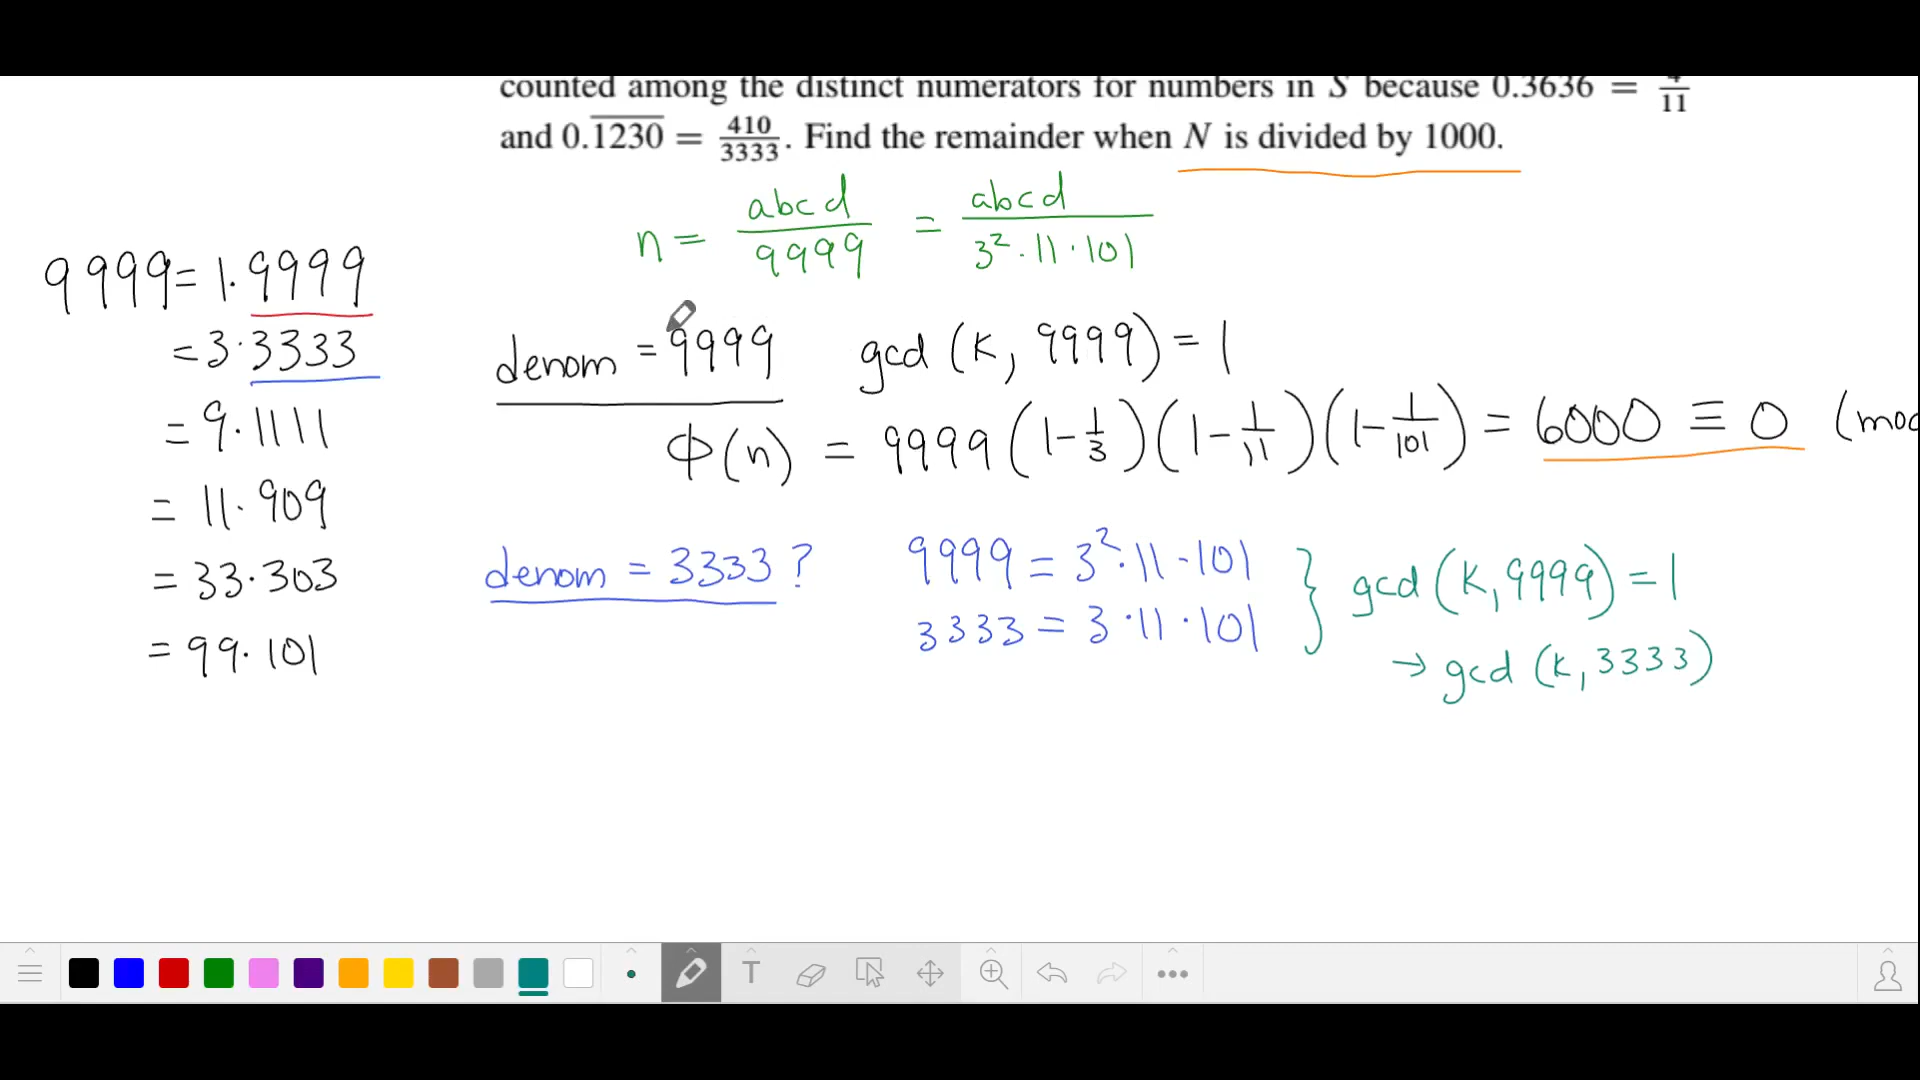 counted among the distinct numerators for numbers in S because 0.3636 = 4/11
and 0.\overline{1230} = 410/3333. Find the remainder when N is divided by 1000.
n = abcd/9999 = abcd/3²·11·101
9999 = 1·9999
= 3·3333
= 9·1111
= 11·909
= 33·303
= 99·101
denom = 9999 gcd (k, 9999) = 1
Φ(n) = 9999 (1-1/3)(1-1/11)(1-1/101) = 6000 ≡ 0 (mod
denom = 3333 ?
9999 = 3²·11·101
3333 = 3·11·101
} gcd (k, 9999) = 1
→ gcd (k, 3333)
T